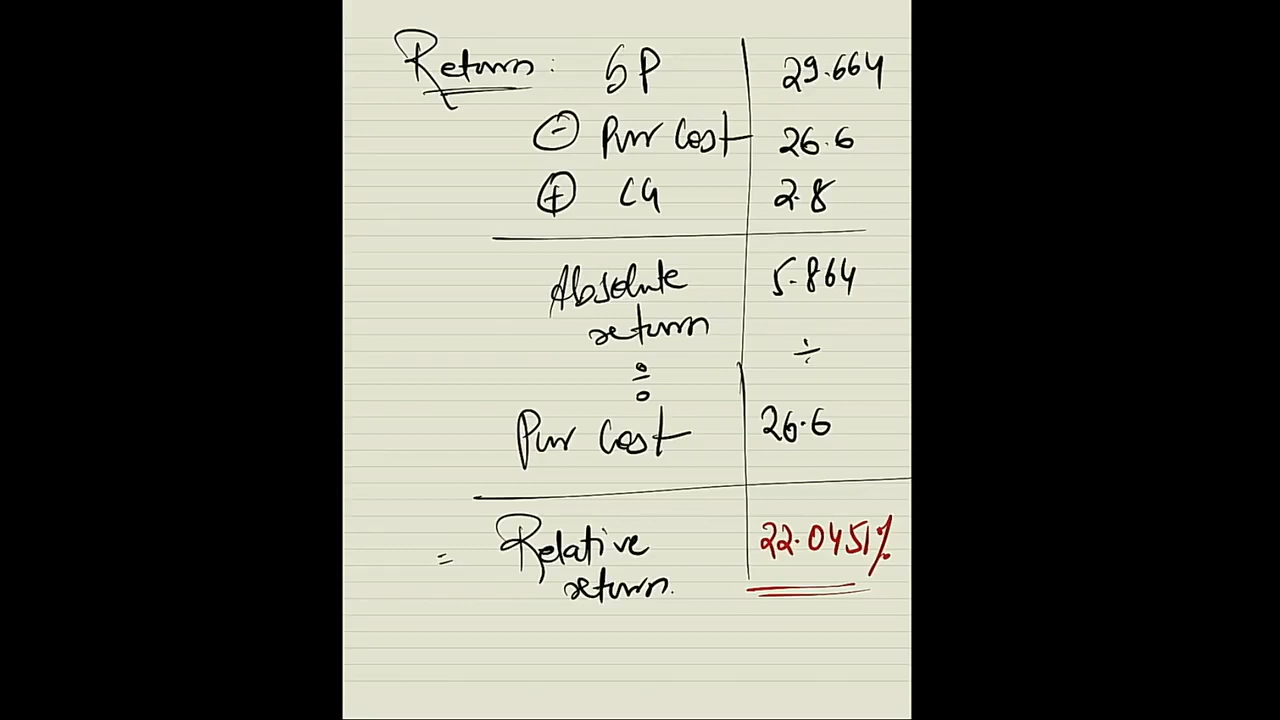 Return: SP 29.664
⊖ Pur Cost 26.6
⊕ CG 2.8
Absolute 5.864
return ÷
÷
Pur Cost 26.6
= Relative 22.0451%
return.